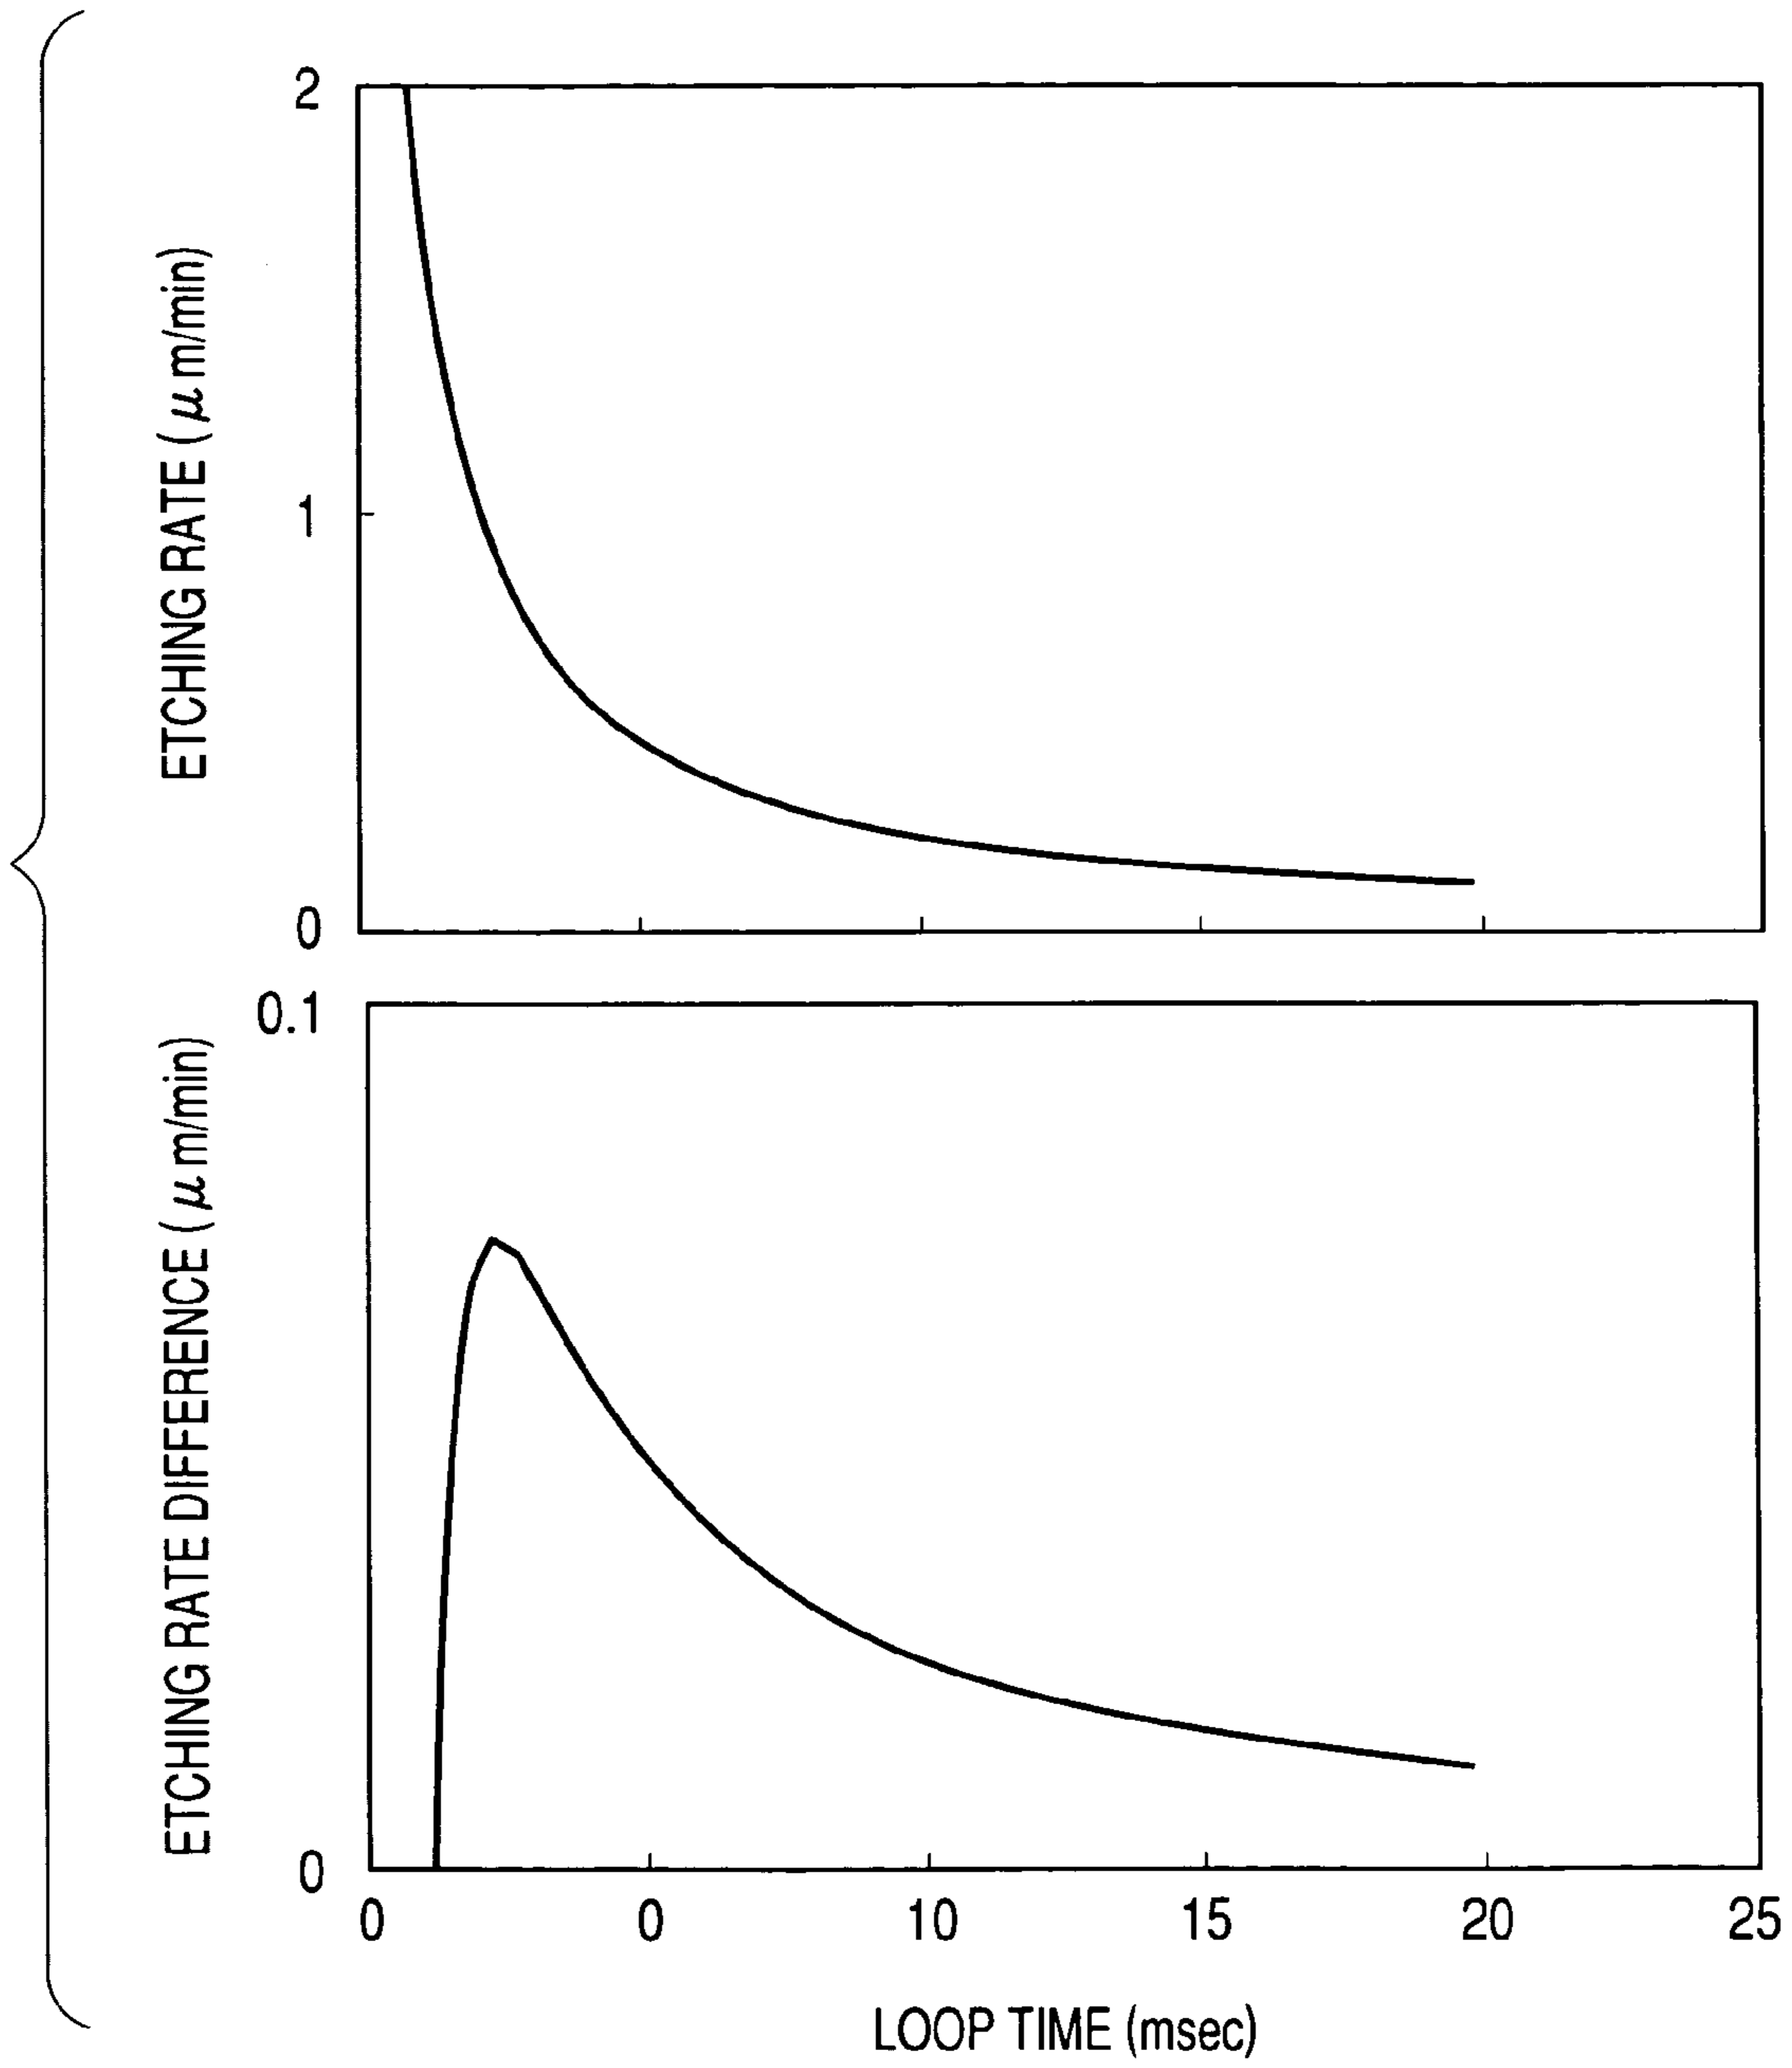 ETCHING RATE (μm/min)
2
1
0
ETCHING RATE DIFFERENCE (μm/min)
0.1
0
0 0 10 15 20 25
LOOP TIME (msec)